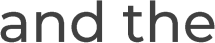 and the